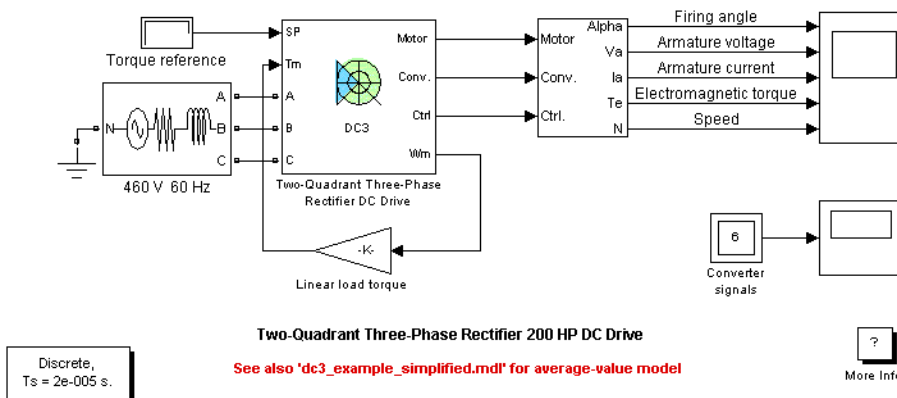 Torque reference
460 V 60 Hz
N
A
B
C
SP
Tm
A
B
C
Motor
Conv.
Ctrl
Wm
DC3
Two-Quadrant Three-Phase
Rectifier DC Drive
-K-
Linear load torque
Motor
Conv.
Ctrl.
Alpha
Va
Ia
Te
N
Firing angle
Armature voltage
Armature current
Electromagnetic torque
Speed
6
Converter
signals
Two-Quadrant Three-Phase Rectifier 200 HP DC Drive
See also 'dc3_example_simplified.mdl' for average-value model
Discrete,
Ts = 2e-005 s.
?
More Info